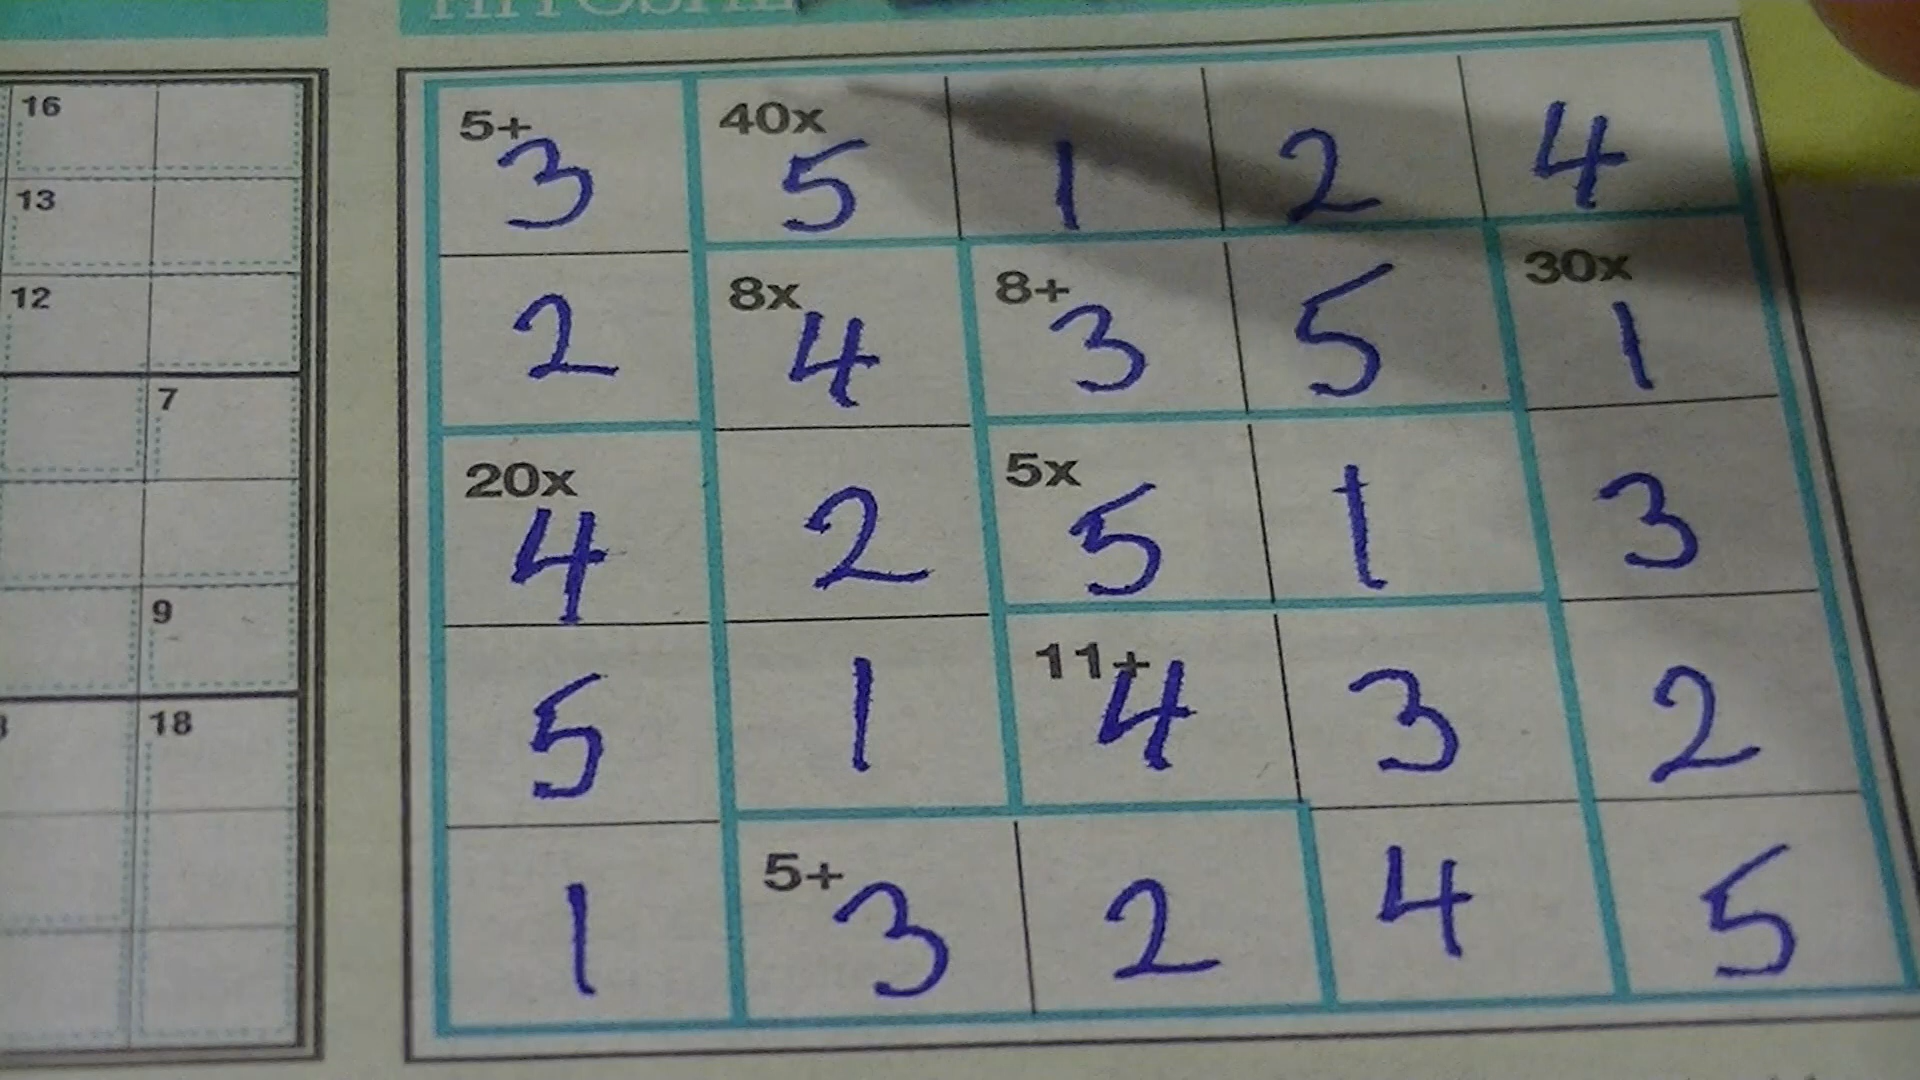 16
13
12
7
9
18
5+ 40x
3 5 1 2 4
8x 8+ 30x
2 4 3 5 1
20x 5x
4 2 5 1 3
11+
5 1 4 3 2
5+
1 3 2 4 5